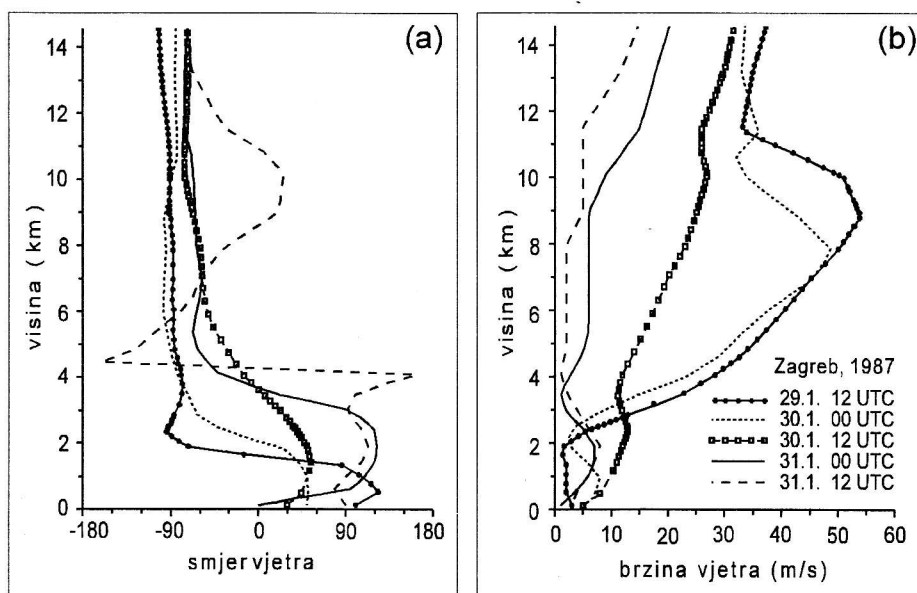 (a)
14
12
10
8
6
4
2
0
visina ( km )
-180 -90 0 90 180
smjer vjetra
(b)
14
12
10
8
6
4
2
0
visina ( km )
0 10 20 30 40 50 60
brzina vjetra (m/s)
Zagreb, 1987
29.1. 12 UTC
30.1. 00 UTC
30.1. 12 UTC
31.1. 00 UTC
31.1. 12 UTC